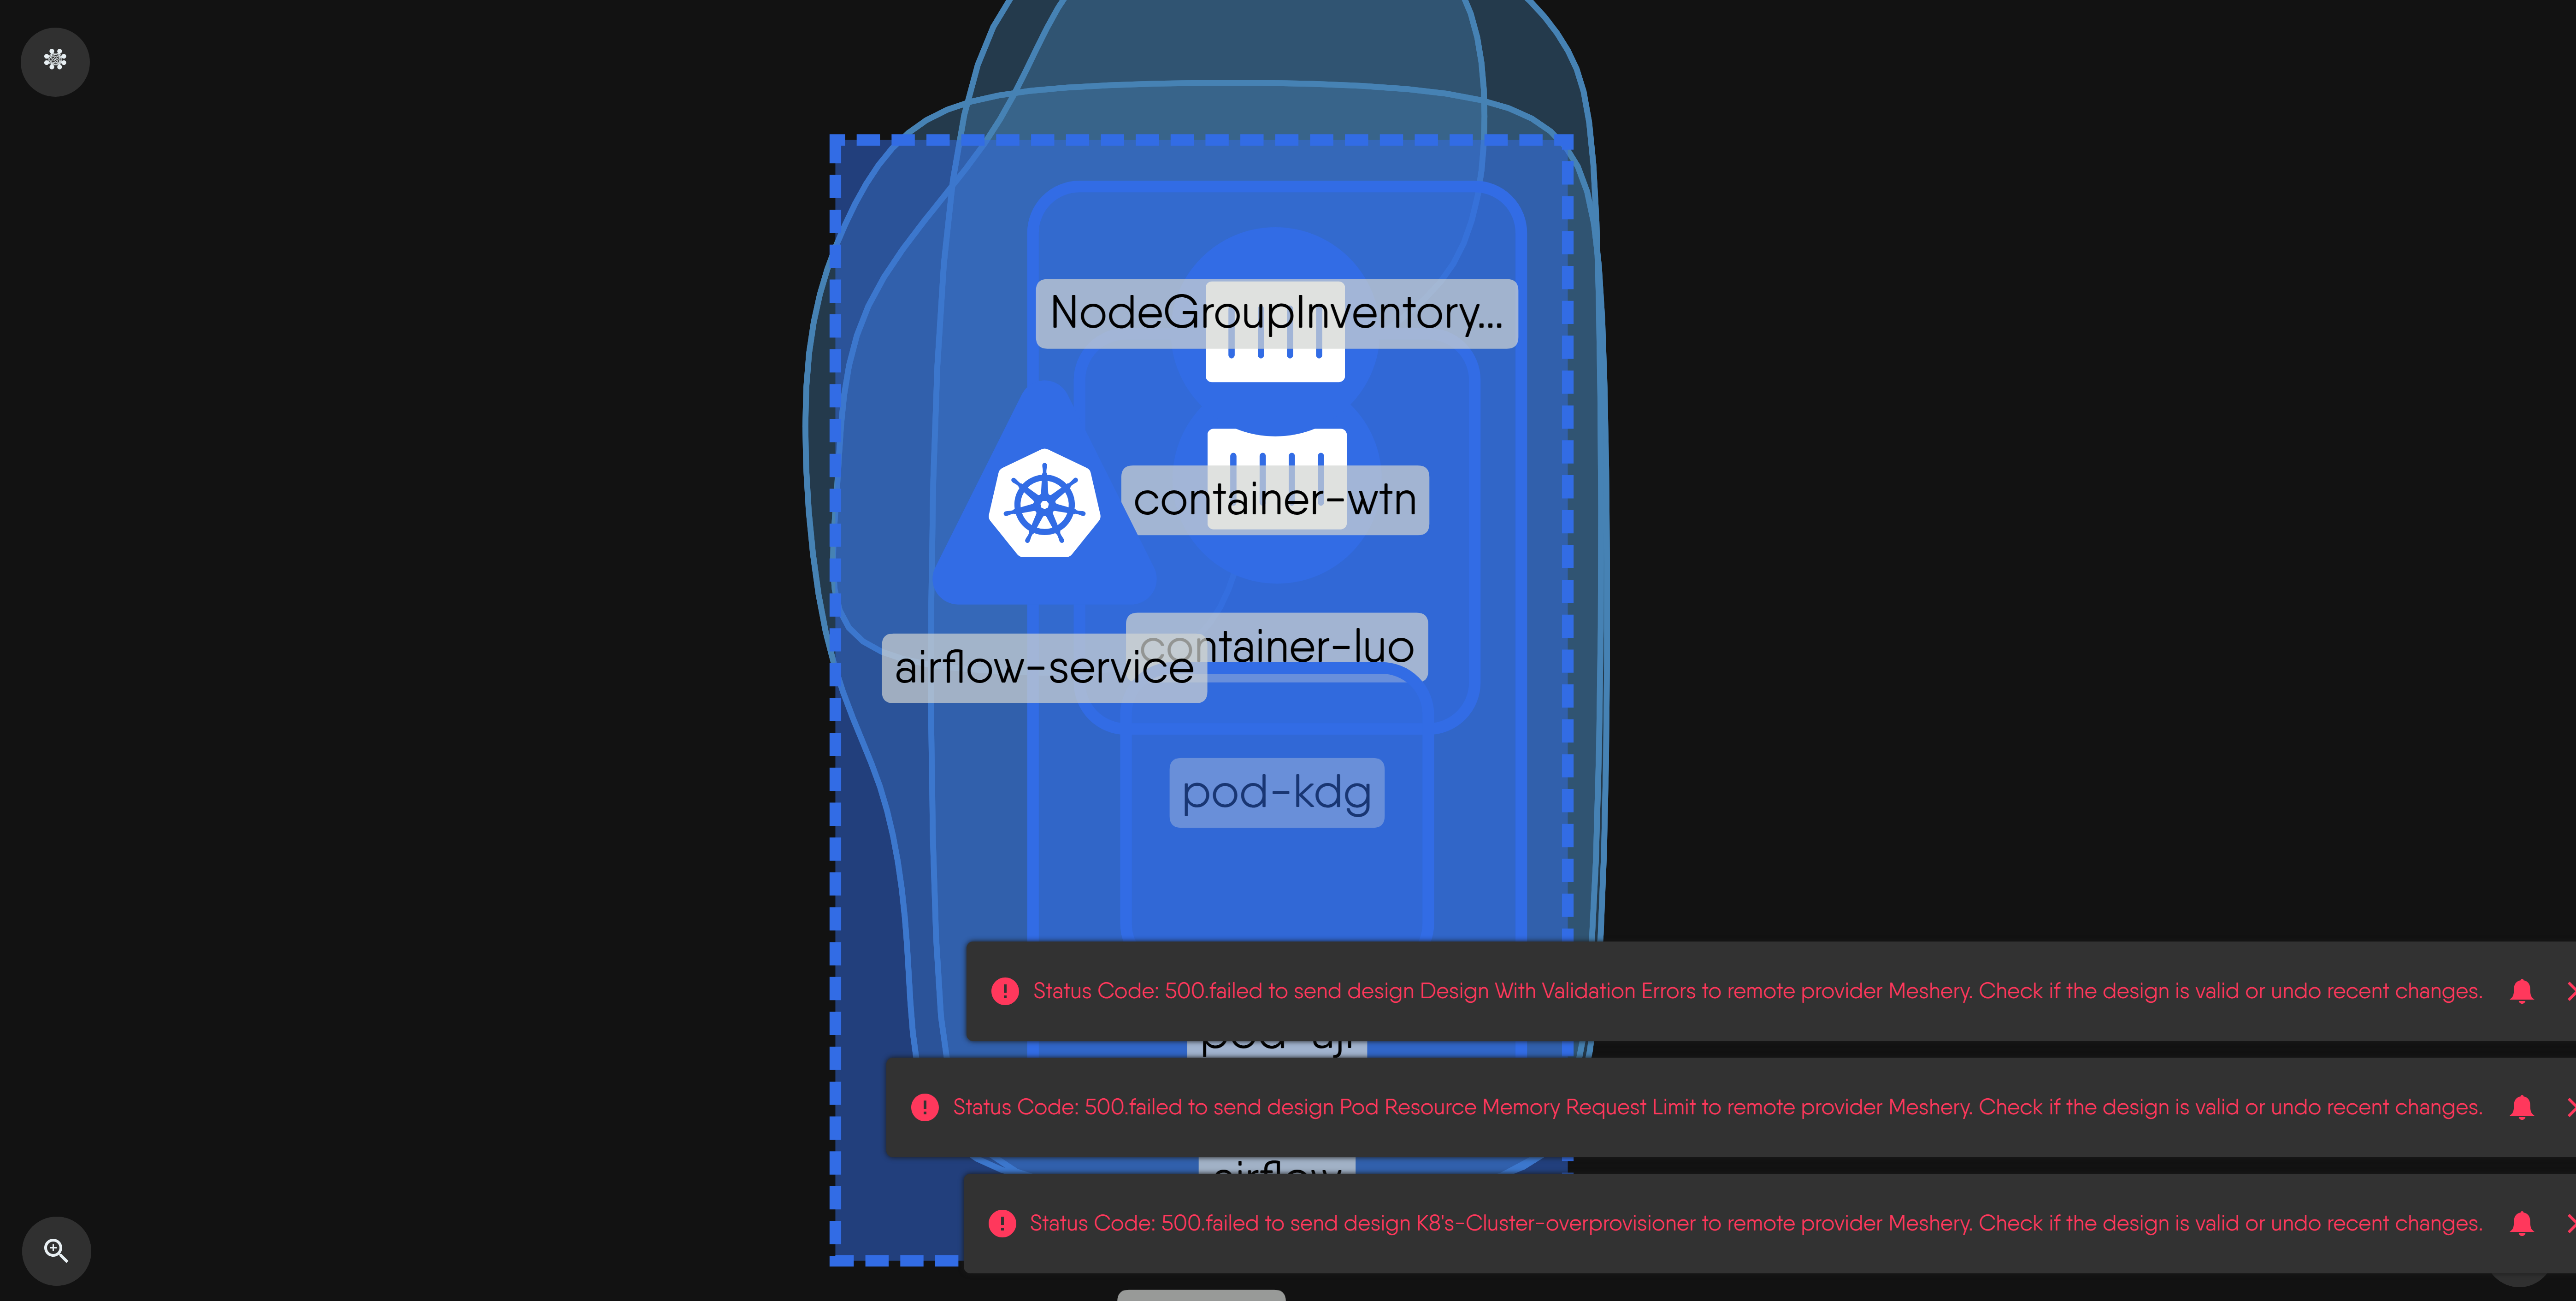 NodeGroupInventory...
container-wtn
container-luo
airflow-service
pod-kdg
Status Code: 500.failed to send design Design With Validation Errors to remote provider Meshery. Check if the design is valid or undo recent changes.
Status Code: 500.failed to send design Pod Resource Memory Request Limit to remote provider Meshery. Check if the design is valid or undo recent changes.
airflow
Status Code: 500.failed to send design K8's-Cluster-overprovisioner to remote provider Meshery. Check if the design is valid or undo recent changes.